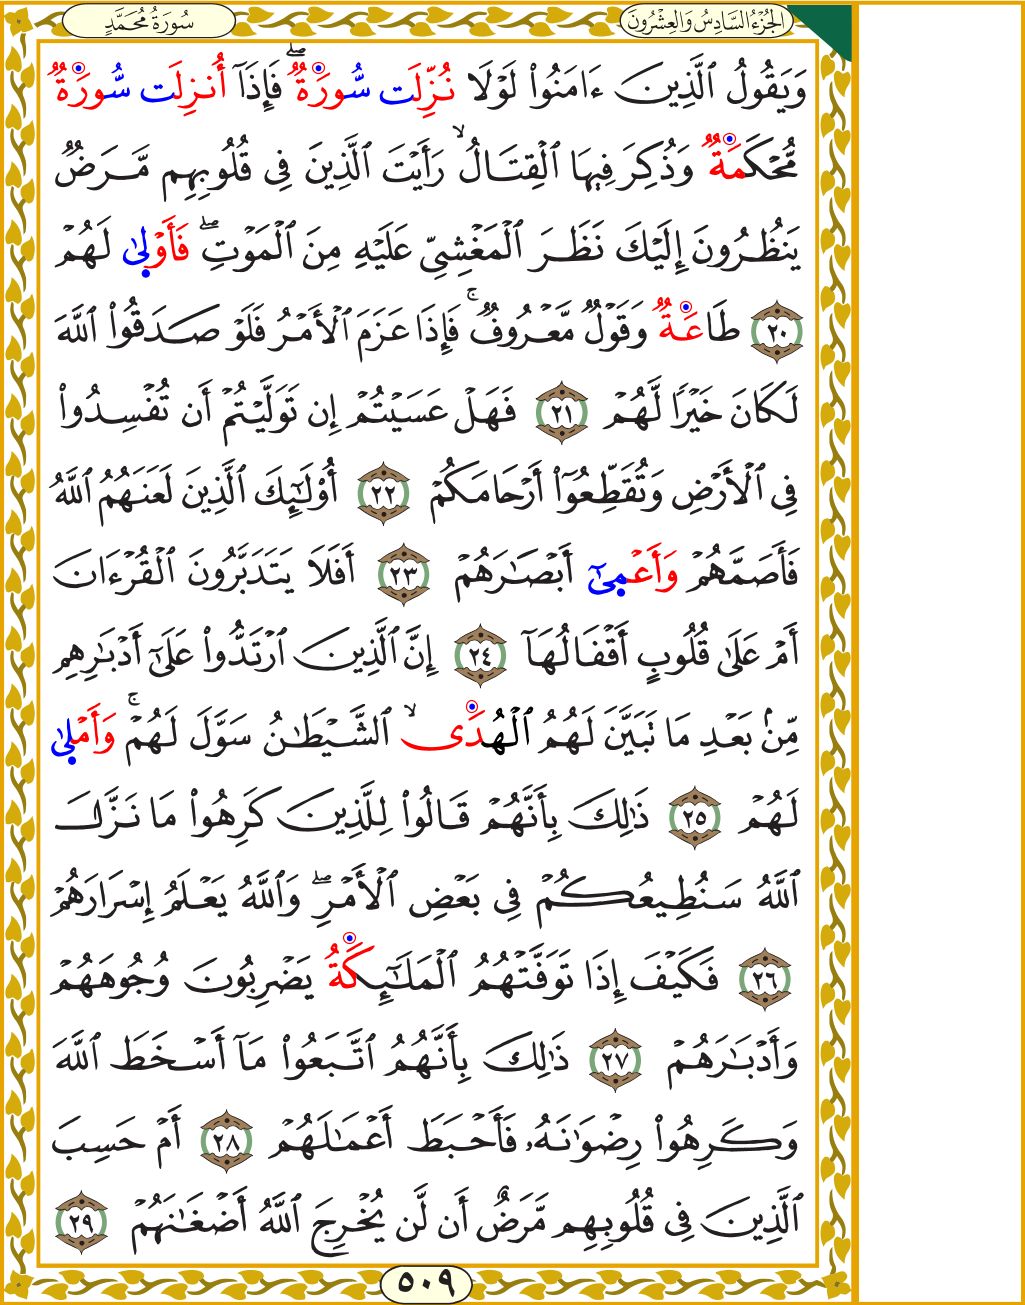 الجُزْءُ السَّادِسُ وَالعِشْرُونَ
سُورَةُ مُحَمَّدٍ
وَيَقُولُ ٱلَّذِينَ ءَامَنُوا۟ لَوْلَا نُزِّلَت سُّورَةٌ ۖ فَإِذَآ أُنزِلَت سُّورَةٌ
مُّحْكَمَةٌ وَذُكِرَ فِيهَا ٱلْقِتَالُ ۙ رَأَيْتَ ٱلَّذِينَ فِى قُلُوبِهِم مَّرَضٌ
يَنظُرُونَ إِلَيْكَ نَظَرَ ٱلْمَغْشِىِّ عَلَيْهِ مِنَ ٱلْمَوْتِ ۖ فَأَوْلىٰ لَهُمْ
٢٠ طَاعَةٌ وَقَوْلٌ مَّعْرُوفٌ ۚ فَإِذَا عَزَمَ ٱلْأَمْرُ فَلَوْ صَدَقُوا۟ ٱللَّهَ
لَكَانَ خَيْرًا لَّهُمْ ٢١ فَهَلْ عَسَيْتُمْ إِن تَوَلَّيْتُمْ أَن تُفْسِدُوا۟
فِى ٱلْأَرْضِ وَتُقَطِّعُوٓا۟ أَرْحَامَكُمْ ٢٢ أُو۟لَـٰٓئِكَ ٱلَّذِينَ لَعَنَهُمُ ٱللَّهُ
فَأَصَمَّهُمْ وَأَعْمىٰٓ أَبْصَـٰرَهُمْ ٢٣ أَفَلَا يَتَدَبَّرُونَ ٱلْقُرْءَانَ
أَمْ عَلَىٰ قُلُوبٍ أَقْفَالُهَآ ٢٤ إِنَّ ٱلَّذِينَ ٱرْتَدُّوا۟ عَلَىٰٓ أَدْبَـٰرِهِم
مِّنۢ بَعْدِ مَا تَبَيَّنَ لَهُمُ ٱلْهُدَى ۙ ٱلشَّيْطَـٰنُ سَوَّلَ لَهُمْ ۚ وَأَمْلىٰ
لَهُمْ ٢٥ ذَٰلِكَ بِأَنَّهُمْ قَالُوا۟ لِلَّذِينَ كَرِهُوا۟ مَا نَزَّلَ
ٱللَّهُ سَنُطِيعُكُمْ فِى بَعْضِ ٱلْأَمْرِ ۖ وَٱللَّهُ يَعْلَمُ إِسْرَارَهُمْ
٢٦ فَكَيْفَ إِذَا تَوَفَّتْهُمُ ٱلْمَلَـٰٓئِكَةُ يَضْرِبُونَ وُجُوهَهُمْ
وَأَدْبَـٰرَهُمْ ٢٧ ذَٰلِكَ بِأَنَّهُمُ ٱتَّبَعُوا۟ مَآ أَسْخَطَ ٱللَّهَ
وَكَرِهُوا۟ رِضْوَٰنَهُۥ فَأَحْبَطَ أَعْمَـٰلَهُمْ ٢٨ أَمْ حَسِبَ
ٱلَّذِينَ فِى قُلُوبِهِم مَّرَضٌ أَن لَّن يُخْرِجَ ٱللَّهُ أَضْغَـٰنَهُمْ ٢٩
٥٠٩